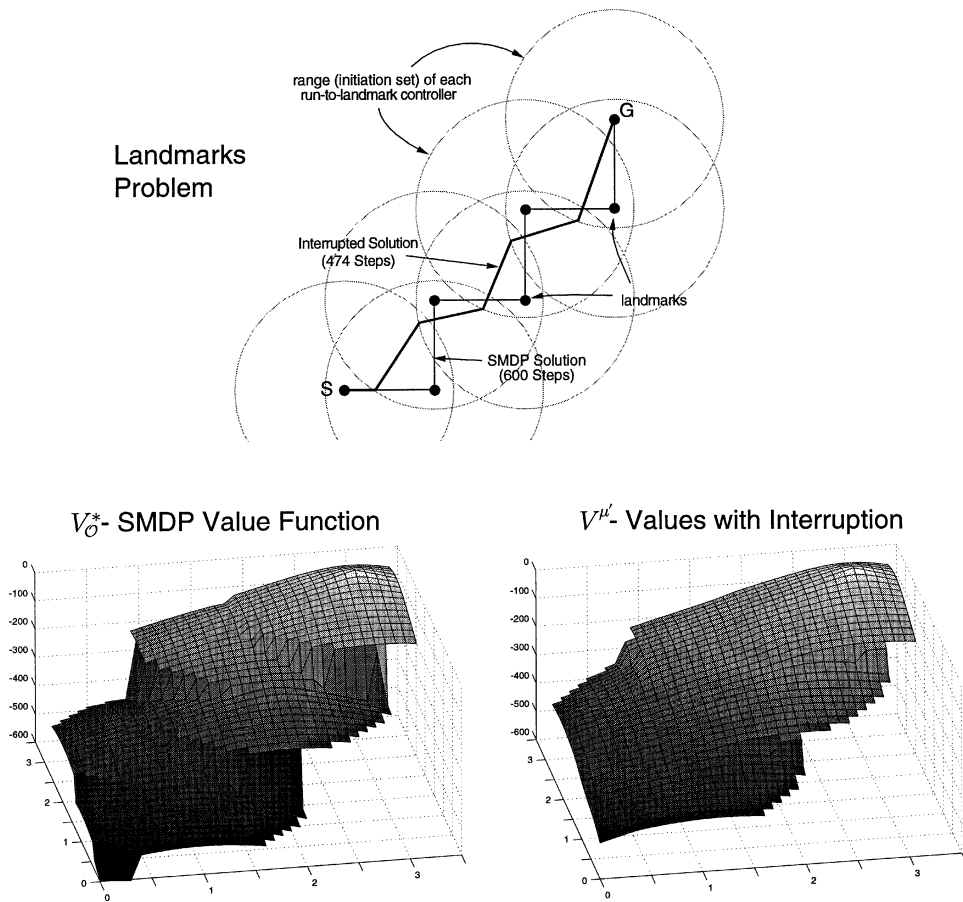 range (initiation set) of each
run-to-landmark controller
G
Landmarks
Problem
Interrupted Solution
(474 Steps)
landmarks
SMDP Solution
(600 Steps)
S
V*O- SMDP Value Function
0
-100
-200
-300
-400
-500
-600
3
2
1
0
0
1
2
3
Vμ′- Values with Interruption
0
-100
-200
-300
-400
-500
-600
3
2
1
0
0
1
2
3